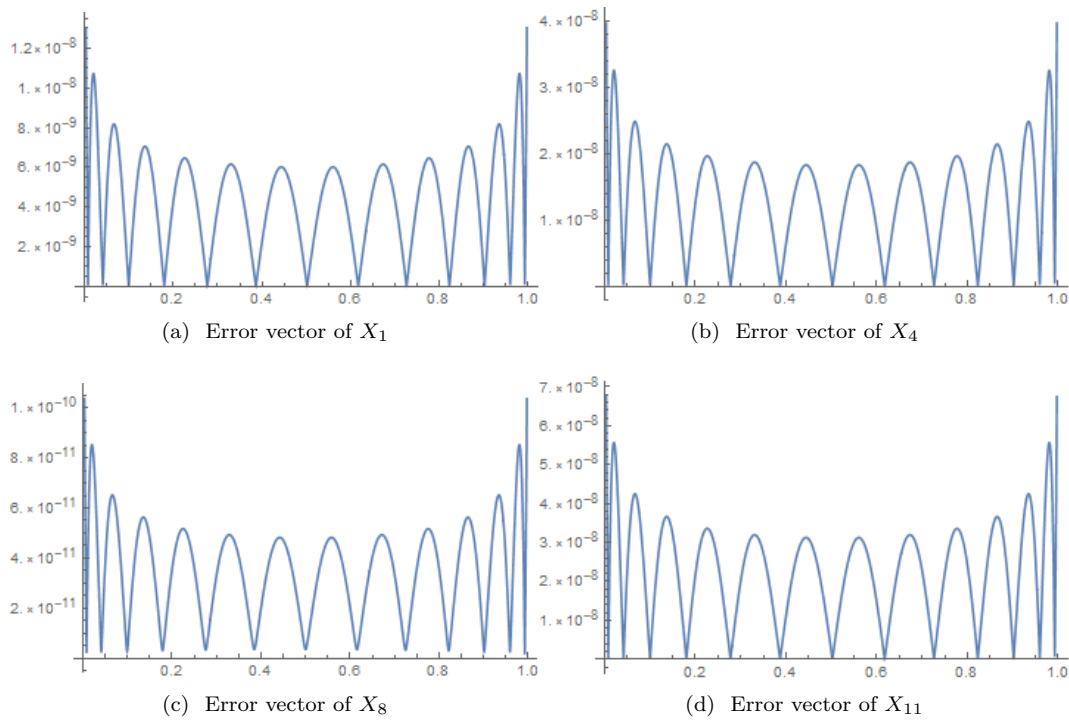 1.2×10⁻⁸
1.×10⁻⁸
8.×10⁻⁹
6.×10⁻⁹
4.×10⁻⁹
2.×10⁻⁹
0.2 0.4 0.6 0.8 1.0
(a) Error vector of X₁
4.×10⁻⁸
3.×10⁻⁸
2.×10⁻⁸
1.×10⁻⁸
0.2 0.4 0.6 0.8 1.0
(b) Error vector of X₄
1.×10⁻¹⁰
8.×10⁻¹¹
6.×10⁻¹¹
4.×10⁻¹¹
2.×10⁻¹¹
0.2 0.4 0.6 0.8 1.0
(c) Error vector of X₈
7.×10⁻⁸
6.×10⁻⁸
5.×10⁻⁸
4.×10⁻⁸
3.×10⁻⁸
2.×10⁻⁸
1.×10⁻⁸
0.2 0.4 0.6 0.8 1.0
(d) Error vector of X₁₁